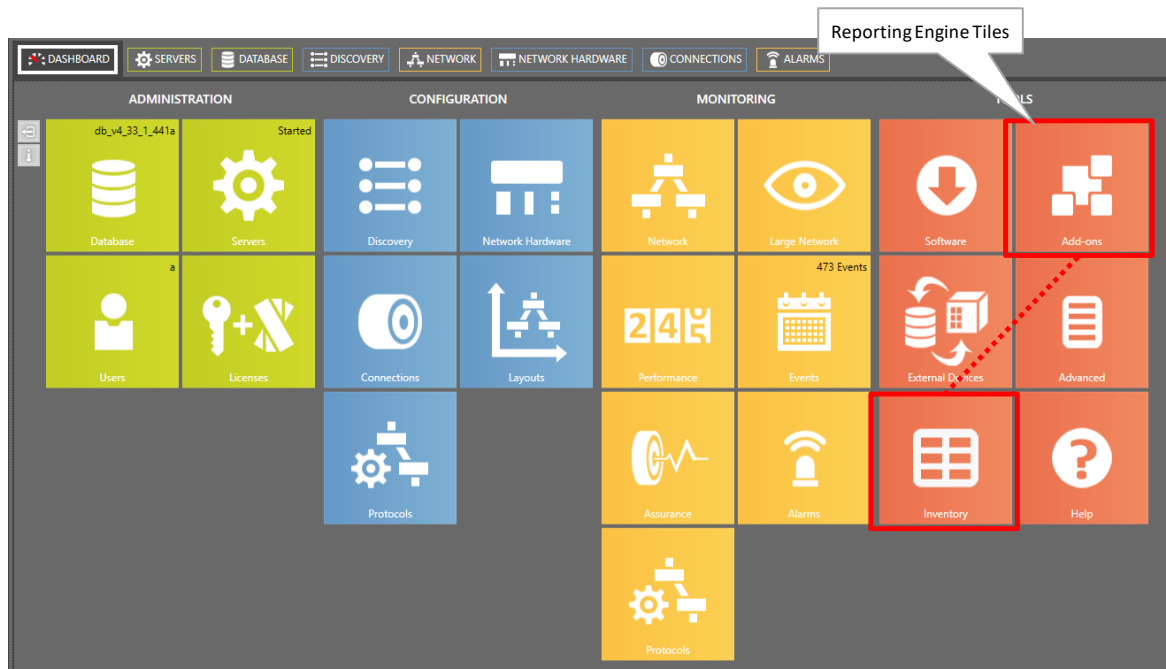 Reporting Engine Tiles
DASHBOARD SERVERS DATABASE DISCOVERY NETWORK NETWORK HARDWARE CONNECTIONS ALARMS
ADMINISTRATION CONFIGURATION MONITORING
db_v4_33_1_441a Started
Database Servers Discovery Network Hardware Network Large Network Software Add-ons
a 473 Events
24
Users Licenses Connections Layouts Performance Events External Devices Advanced
?
Protocols Assurance Alarms Inventory Help
Protocols